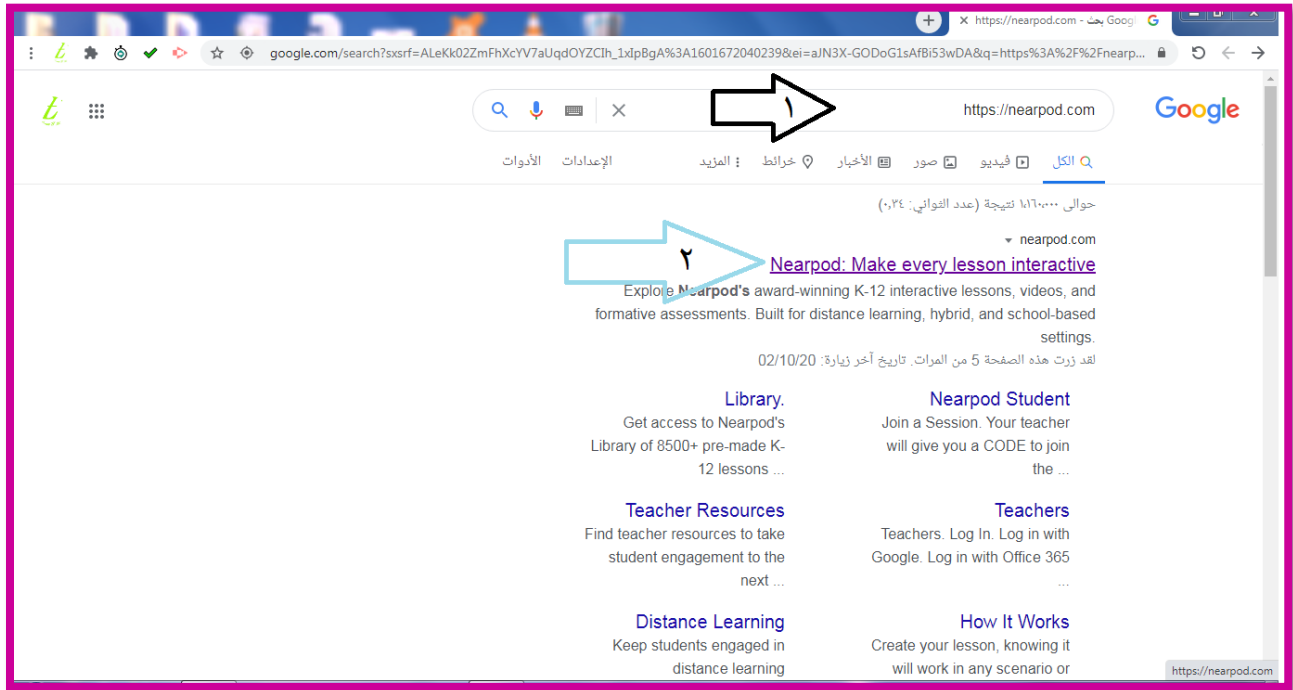 https://nearpod.com - بحث Googl
google.com/search?sxsrf=ALeKk02ZmFhXcYV7aUqdOYZCIh_1xIpBgA%3A1601672040239&ei=aJN3X-GODoG1sAfBi53wDA&q=https%3A%2F%2Fnearp...
Google
https://nearpod.com
١
الكل فيديو صور الأخبار خرائط المزيد الإعدادات الأدوات
حوالى ١،١٦٠،٠٠٠ نتيجة (عدد الثواني: ٠,٣٤)
nearpod.com
٢
Nearpod: Make every lesson interactive
Explore Nearpod's award-winning K-12 interactive lessons, videos, and
formative assessments. Built for distance learning, hybrid, and school-based
settings.
لقد زرت هذه الصفحة 5 من المرات. تاريخ آخر زيارة: 02/10/20
Nearpod Student
Join a Session. Your teacher
will give you a CODE to join
the ...
Library.
Get access to Nearpod's
Library of 8500+ pre-made K-
12 lessons ...
Teachers
Teachers. Log In. Log in with
Google. Log in with Office 365
...
Teacher Resources
Find teacher resources to take
student engagement to the
next ...
How It Works
Create your lesson, knowing it
will work in any scenario or
Distance Learning
Keep students engaged in
distance learning
https://nearpod.com